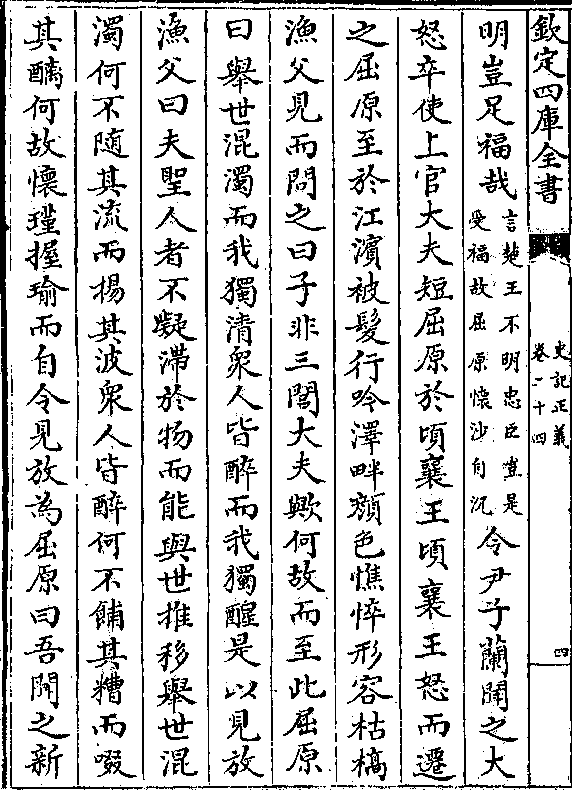 欽定四庫全書
史記正義
卷八十四
四
明豈足福哉
言楚王不明忠臣豈是
受福故屈原懷沙自沉
令尹子蘭聞之大
怒卒使上官大夫短屈原於頃襄王頃襄王怒而遷
之屈原至於江濱被髮行吟澤畔顔色憔悴形容枯槁
漁父見而問之曰子非三閭大夫歟何故而至此屈原
曰舉世混濁而我獨清衆人皆醉而我獨醒是以見放
漁父曰夫聖人者不凝滯於物而能與世推移舉世混
濁何不隨其流而揚其波衆人皆醉何不餔其糟而啜
其醨何故懷瑾握瑜而自令見放為屈原曰吾聞之新